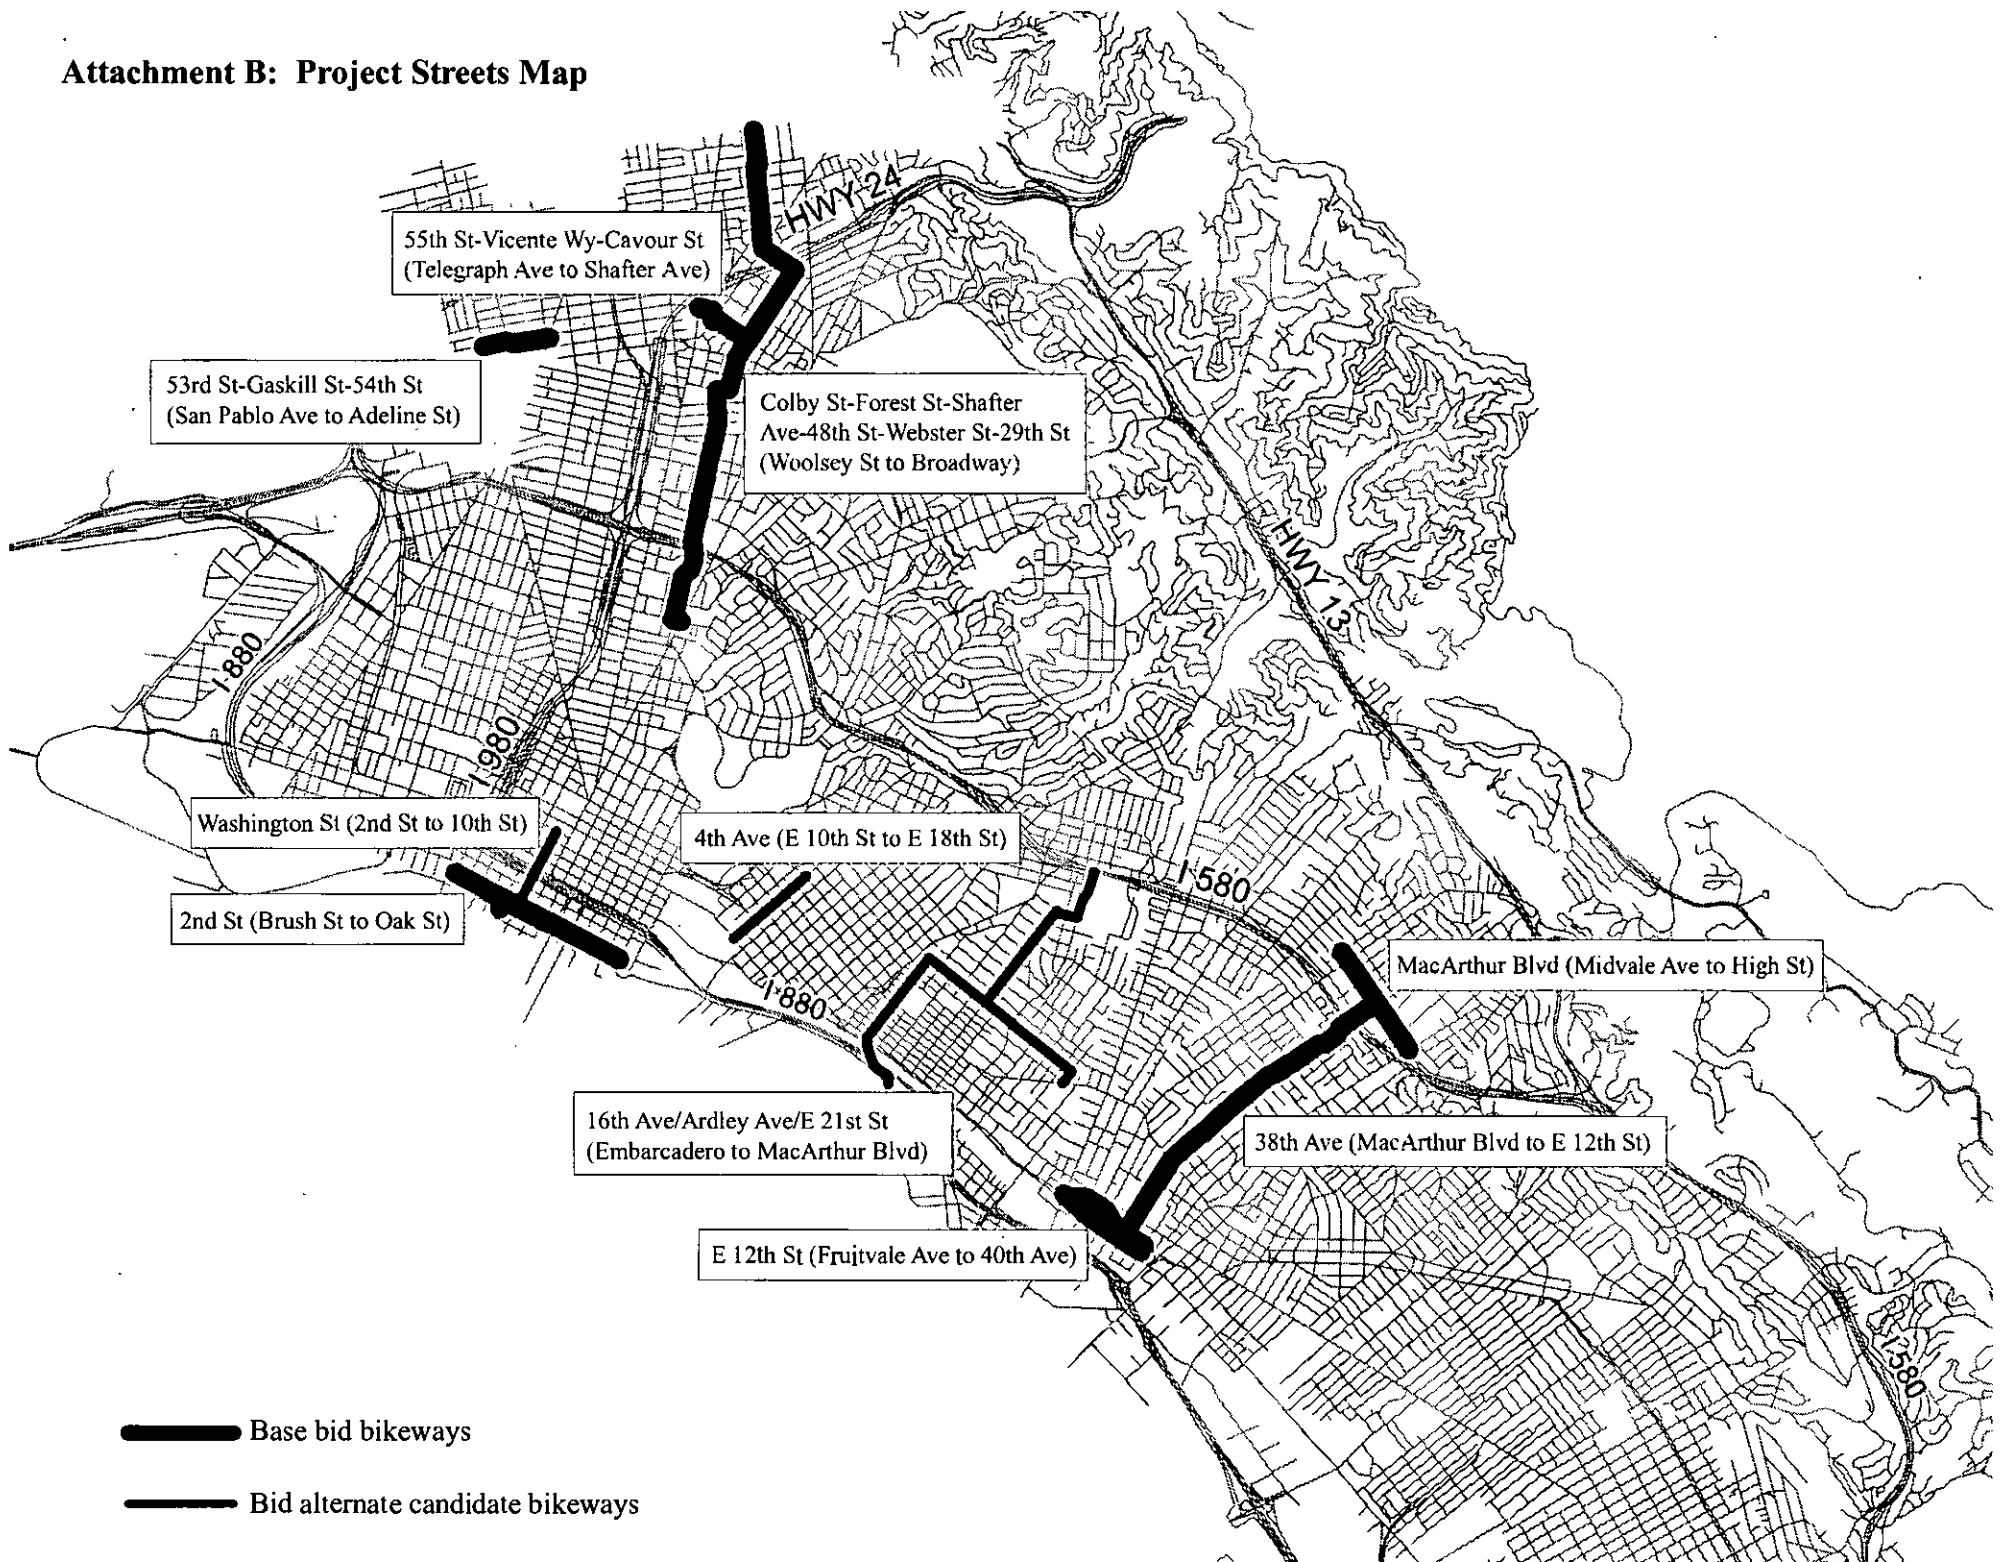 Attachment B: Project Streets Map
HWY 24
55th St-Vicente Wy-Cavour St
(Telegraph Ave to Shafter Ave)
53rd St-Gaskill St-54th St
(San Pablo Ave to Adeline St)
Colby St-Forest St-Shafter
Ave-48th St-Webster St-29th St
(Woolsey St to Broadway)
HWY 13
I 880
I 980
Washington St (2nd St to 10th St)
4th Ave (E 10th St to E 18th St)
I 580
2nd St (Brush St to Oak St)
MacArthur Blvd (Midvale Ave to High St)
I 880
16th Ave/Ardley Ave/E 21st St
(Embarcadero to MacArthur Blvd)
38th Ave (MacArthur Blvd to E 12th St)
E 12th St (Fruitvale Ave to 40th Ave)
I 580
Base bid bikeways
Bid alternate candidate bikeways